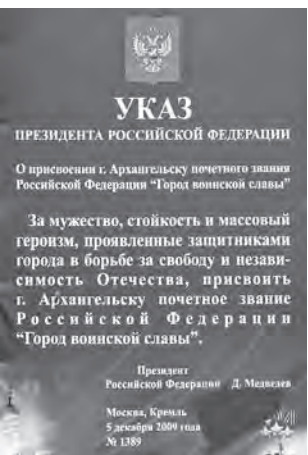 УКАЗ
ПРЕЗИДЕНТА РОССИЙСКОЙ ФЕДЕРАЦИИ
О присвоении г. Архангельску почетного звания
Российской Федерации “Город воинской славы”
За мужество, стойкость и массовый
героизм, проявленные защитниками
города в борьбе за свободу и незави-
симость Отечества, присвоить
г. Архангельску почетное звание
Российской Федерации
“Город воинской славы”.
Президент
Российской Федерации Д. Медведев
Москва, Кремль
5 декабря 2009 года
№ 1389